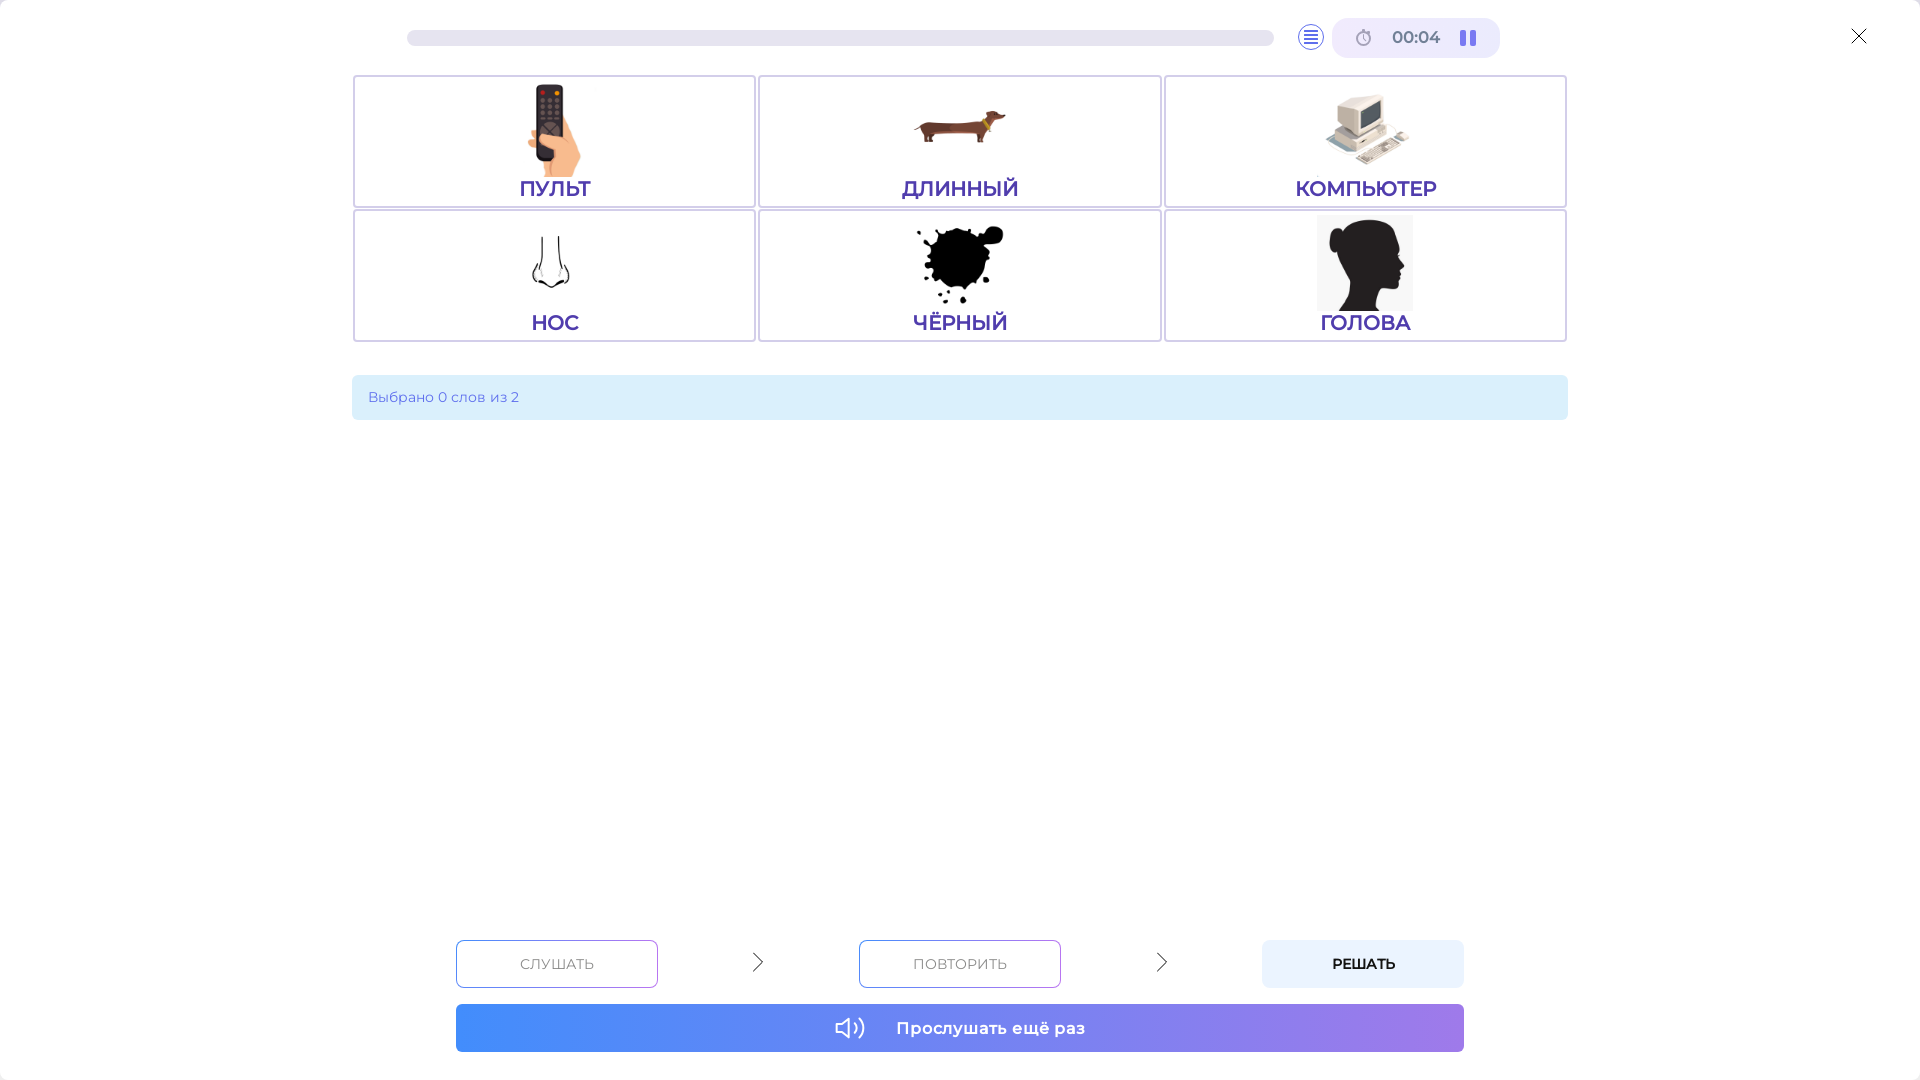 00:04
ПУЛЬТ
ДЛИННЫЙ
КОМПЬЮТЕР
НОС
ЧЁРНЫЙ
ГОЛОВА
Выбрано 0 слов из 2
СЛУШАТЬ
ПОВТОРИТЬ
РЕШАТЬ
Прослушать ещё раз